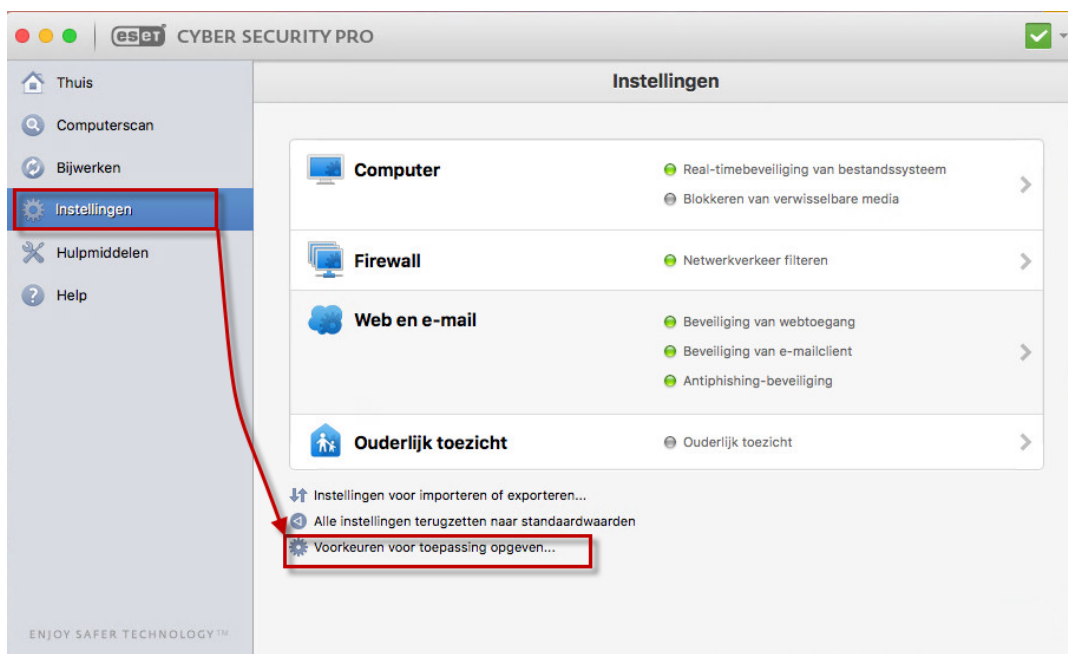 eset CYBER SECURITY PRO
Thuis
Computerscan
Bijwerken
Instellingen
Hulpmiddelen
Help
ENJOY SAFER TECHNOLOGY™
Instellingen
Computer
Real-timebeveiliging van bestandssysteem
Blokkeren van verwisselbare media
Firewall
Netwerkverkeer filteren
Web en e-mail
Beveiliging van webtoegang
Beveiliging van e-mailclient
Antiphishing-beveiliging
Ouderlijk toezicht
Ouderlijk toezicht
Instellingen voor importeren of exporteren...
Alle instellingen terugzetten naar standaardwaarden
Voorkeuren voor toepassing opgeven...